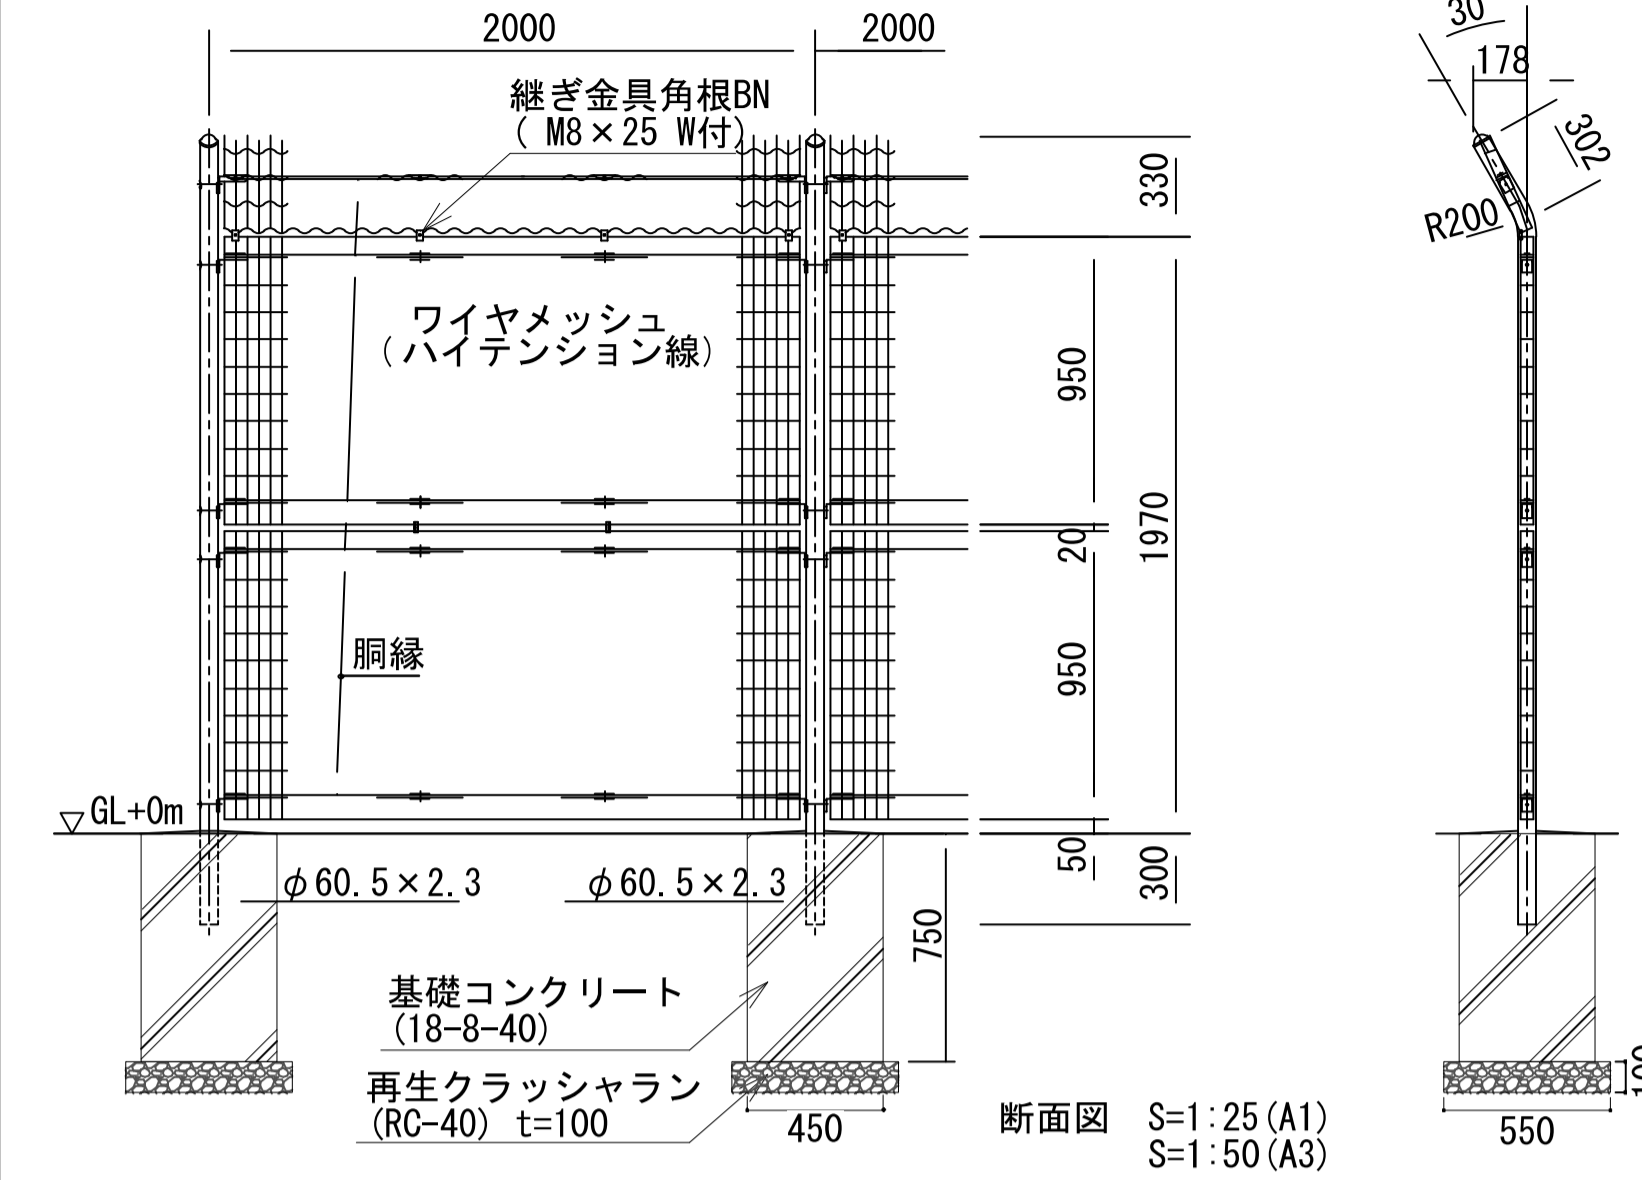 2000
2000
30
178
302
R200
継ぎ金具角根BN
( M8×25 W付)
330
ワイヤメッシュ
(ハイテンション線)
950
20
1970
胴縁
950
GL+0m
50
300
φ60.5×2.3
φ60.5×2.3
750
基礎コンクリート
(18-8-40)
再生クラッシャラン
(RC-40) t=100
450
100
550
断面図 S=1:25(A1)
S=1:50(A3)